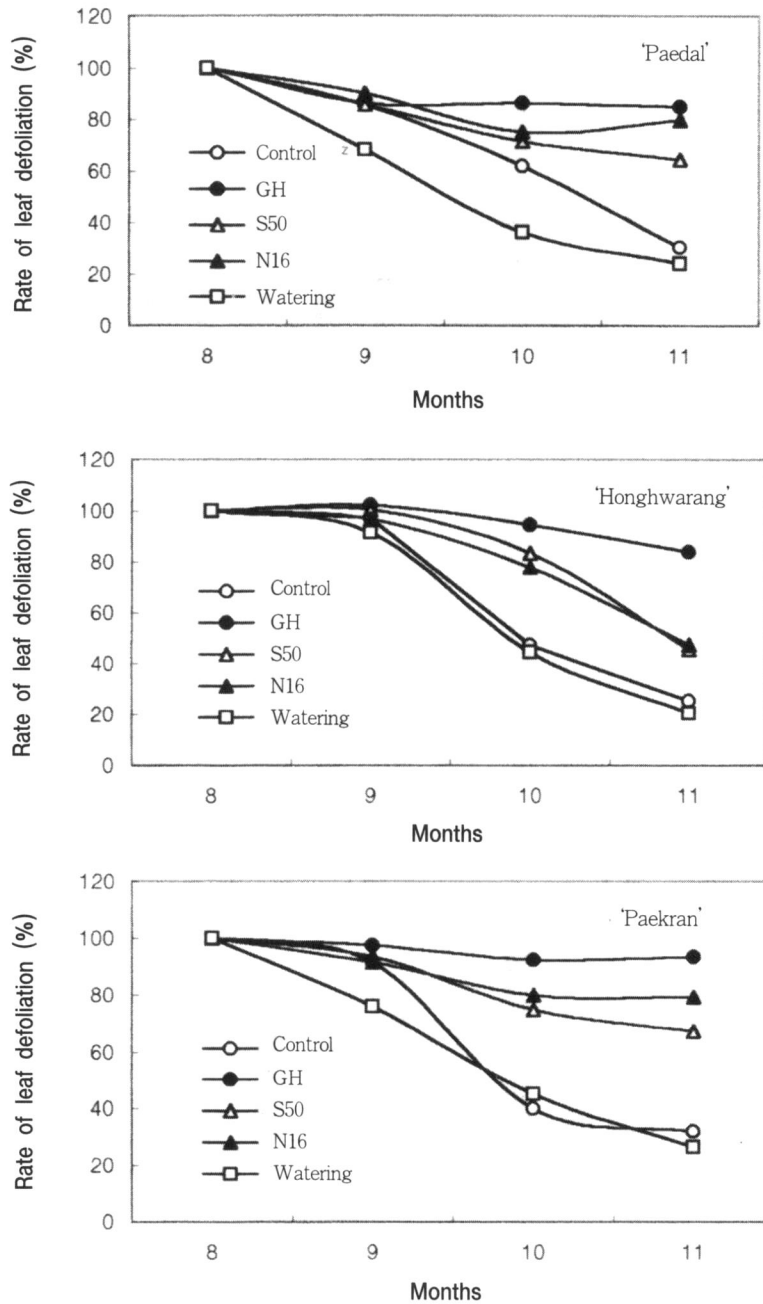 Rate of leaf defoliation (%)
120
100
80
60
40
20
0
'Paedal'
z
Control
GH
S50
N16
Watering
8 9 10 11
Months
Rate of leaf defoliation (%)
120
100
80
60
40
20
0
'Honghwarang'
Control
GH
S50
N16
Watering
8 9 10 11
Months
Rate of leaf defoliation (%)
120
100
80
60
40
20
0
'Paekran'
Control
GH
S50
N16
Watering
8 9 10 11
Months